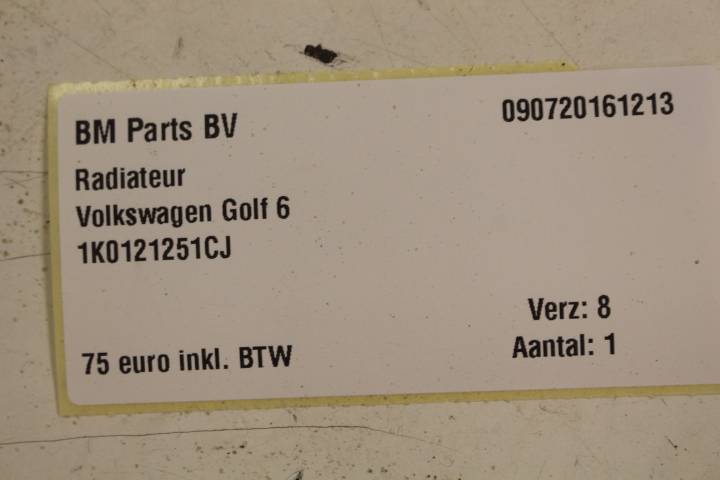 BM Parts BV
090720161213
Radiateur
Volkswagen Golf 6
1K0121251CJ
Verz: 8
75 euro inkl. BTW
Aantal: 1